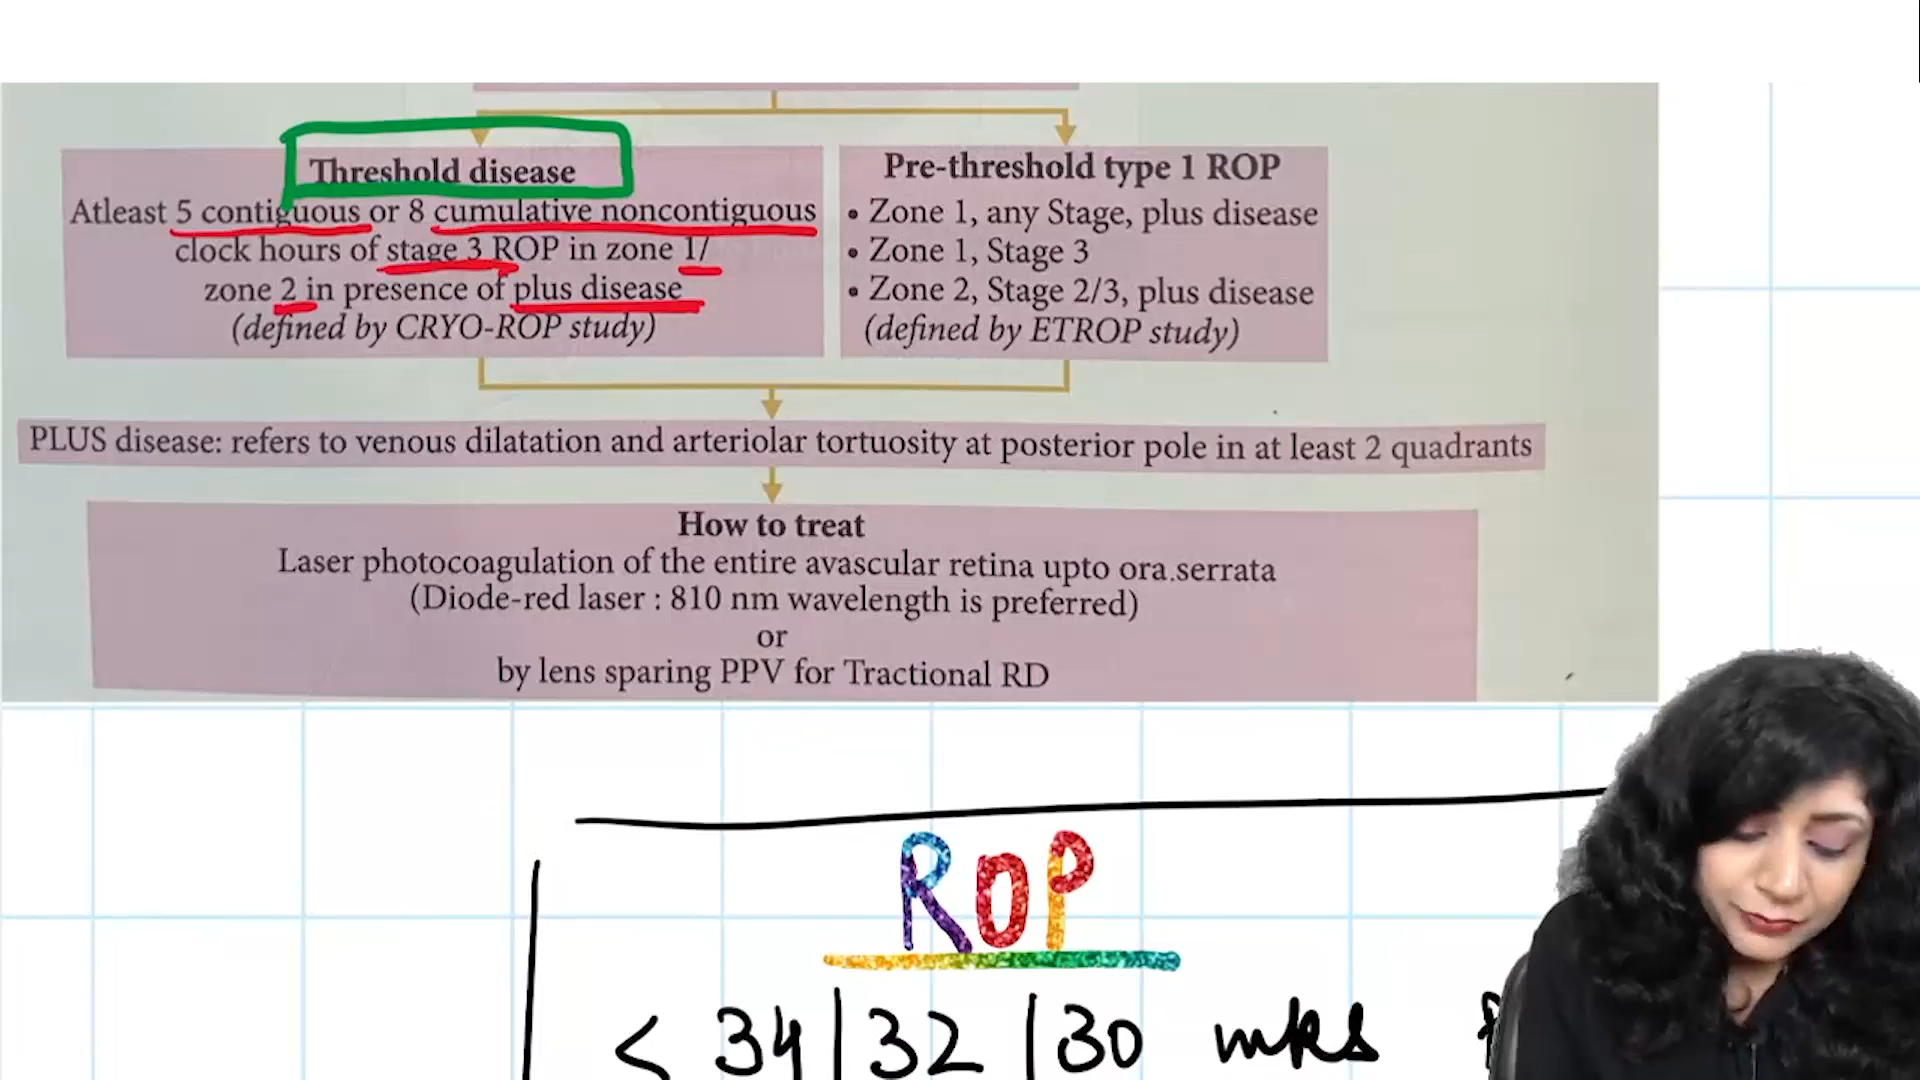 Threshold disease
Atleast 5 contiguous or 8 cumulative noncontiguous
clock hours of stage 3 ROP in zone 1/
zone 2 in presence of plus disease
(defined by CRYO-ROP study)
Pre-threshold type 1 ROP
• Zone 1, any Stage, plus disease
• Zone 1, Stage 3
• Zone 2, Stage 2/3, plus disease
(defined by ETROP study)
PLUS disease: refers to venous dilatation and arteriolar tortuosity at posterior pole in at least 2 quadrants
How to treat
Laser photocoagulation of the entire avascular retina upto ora.serrata
(Diode-red laser : 810 nm wavelength is preferred)
or
by lens sparing PPV for Tractional RD
ROP
< 34 | 32 | 30 wks